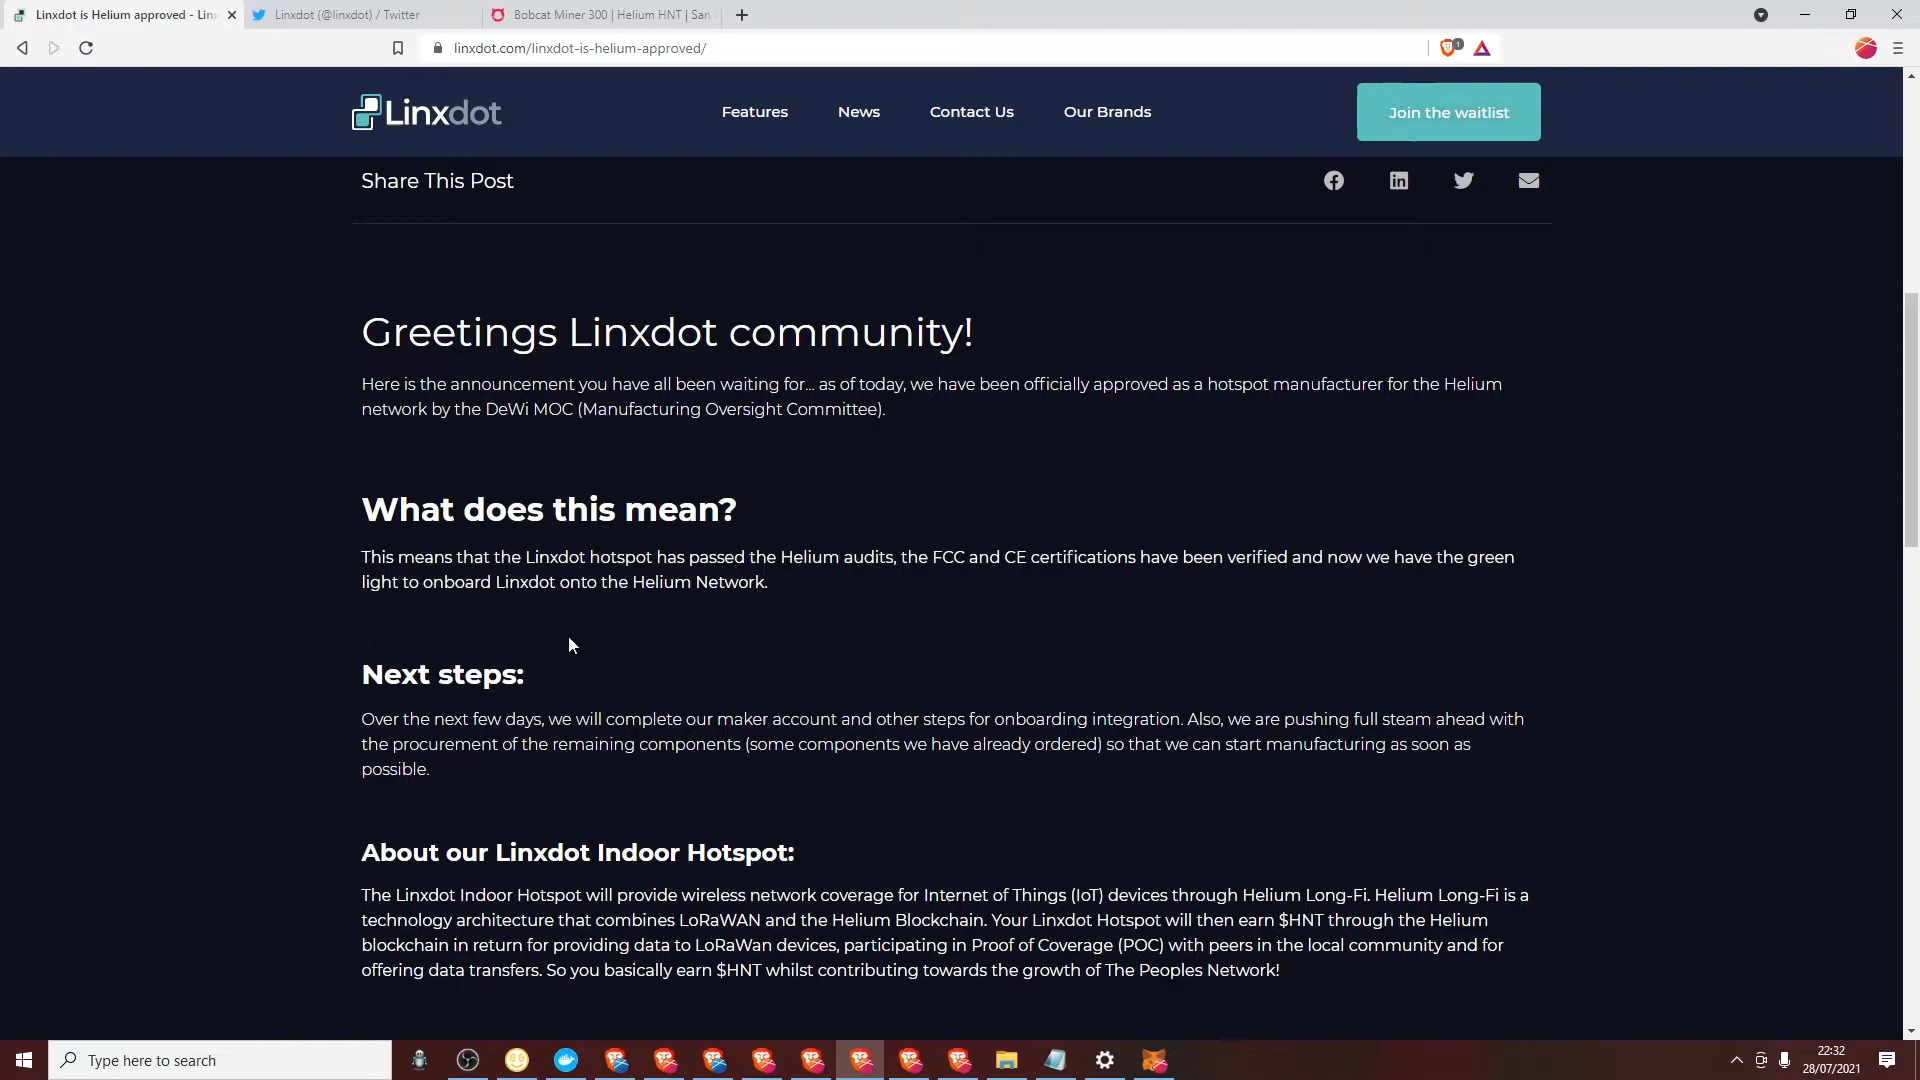 Linxdot is Helium approved - Lin
Linxdot (@linxdot) / Twitter
Bobcat Miner 300 | Helium HNT | San
linxdot.com/linxdot-is-helium-approved/
1
Linxdot
Features
News
Contact Us
Our Brands
Join the waitlist
Share This Post
Greetings Linxdot community!
Here is the announcement you have all been waiting for... as of today, we have been officially approved as a hotspot manufacturer for the Helium
network by the DeWi MOC (Manufacturing Oversight Committee).
What does this mean?
This means that the Linxdot hotspot has passed the Helium audits, the FCC and CE certifications have been verified and now we have the green
light to onboard Linxdot onto the Helium Network.
Next steps:
Over the next few days, we will complete our maker account and other steps for onboarding integration. Also, we are pushing full steam ahead with
the procurement of the remaining components (some components we have already ordered) so that we can start manufacturing as soon as
possible.
About our Linxdot Indoor Hotspot:
The Linxdot Indoor Hotspot will provide wireless network coverage for Internet of Things (IoT) devices through Helium Long-Fi. Helium Long-Fi is a
technology architecture that combines LoRaWAN and the Helium Blockchain. Your Linxdot Hotspot will then earn $HNT through the Helium
blockchain in return for providing data to LoRaWan devices, participating in Proof of Coverage (POC) with peers in the local community and for
offering data transfers. So you basically earn $HNT whilst contributing towards the growth of The Peoples Network!
Type here to search
22:32
28/07/2021